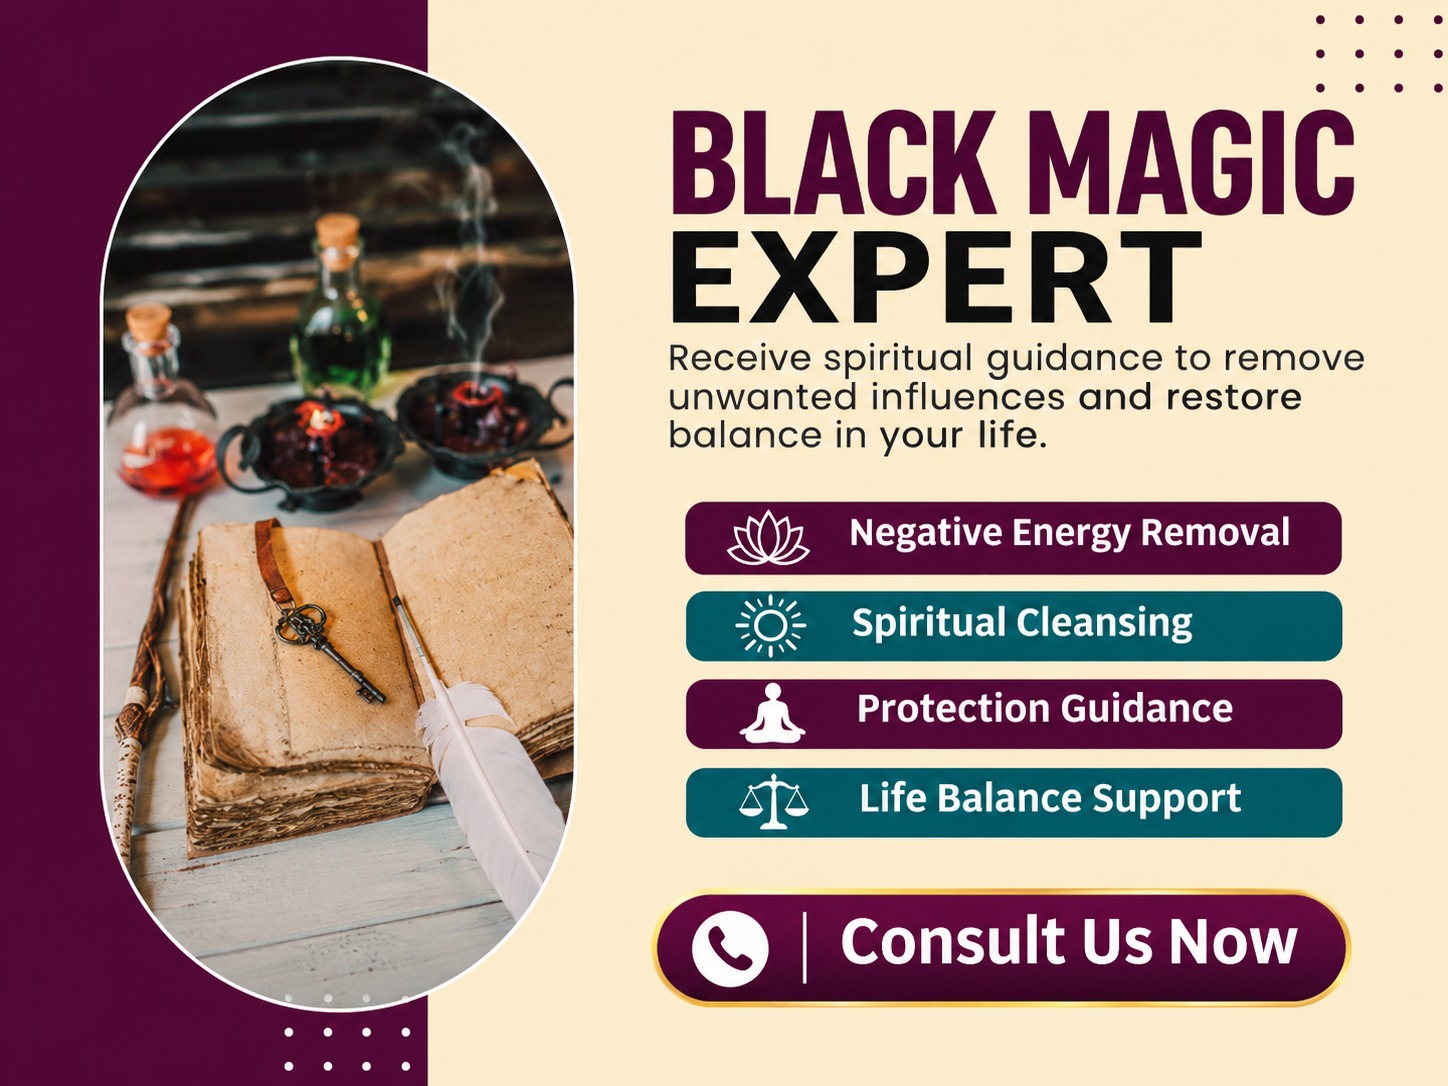 BLACK MAGIC
EXPERT
Receive spiritual guidance to remove
unwanted influences and restore
balance in your life.
Negative Energy Removal
Spiritual Cleansing
Protection Guidance
Life Balance Support
Consult Us Now